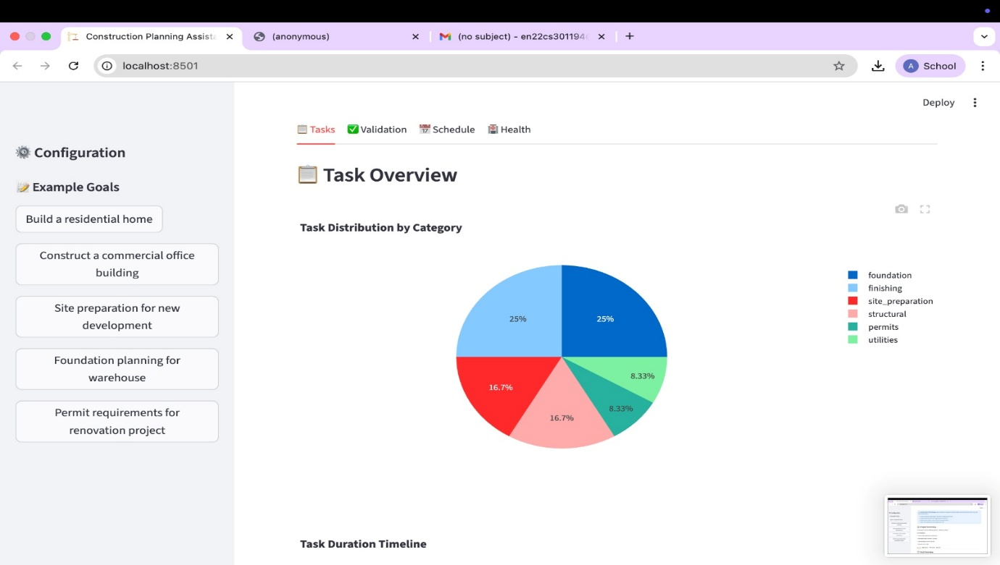 Construction Planning Assista
(anonymous)
(no subject) - en22cs3011940
localhost:8501
A School
Deploy
Configuration
Example Goals
Build a residential home
Construct a commercial office
building
Site preparation for new
development
Foundation planning for
warehouse
Permit requirements for
renovation project
Tasks Validation Schedule Health
Task Overview
Task Distribution by Category
25%
25%
16.7%
16.7%
8.33%
8.33%
foundation
finishing
site_preparation
structural
permits
utilities
Task Duration Timeline